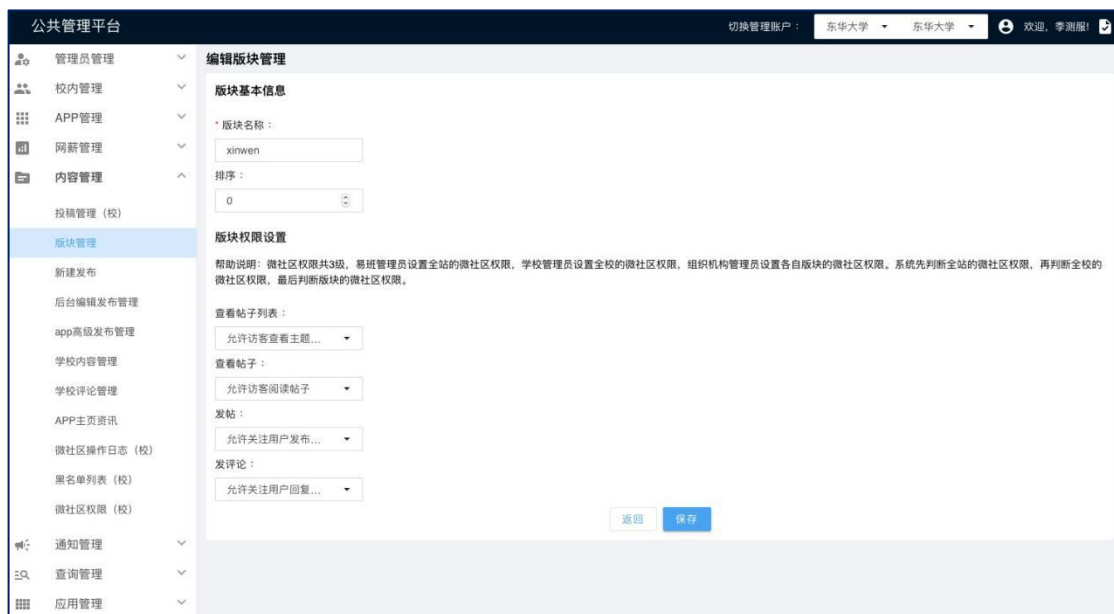 公共管理平台
切换管理账户：
东华大学
东华大学
欢迎，季测服!
管理员管理
校内管理
APP管理
网薪管理
内容管理
投稿管理（校）
版块管理
新建发布
后台编辑发布管理
app高级发布管理
学校内容管理
学校评论管理
APP主页资讯
微社区操作日志（校）
黑名单列表（校）
微社区权限（校）
通知管理
查询管理
应用管理
编辑版块管理
版块基本信息
* 版块名称：
xinwen
排序：
0
版块权限设置
帮助说明：微社区权限共3级，易班管理员设置全站的微社区权限，学校管理员设置全校的微社区权限，组织机构管理员设置各自版块的微社区权限。系统先判断全站的微社区权限，再判断全校的
微社区权限，最后判断版块的微社区权限。
查看帖子列表：
允许访客查看主题...
查看帖子：
允许访客阅读帖子
发帖：
允许关注用户发布...
发评论：
允许关注用户回复...
返回
保存